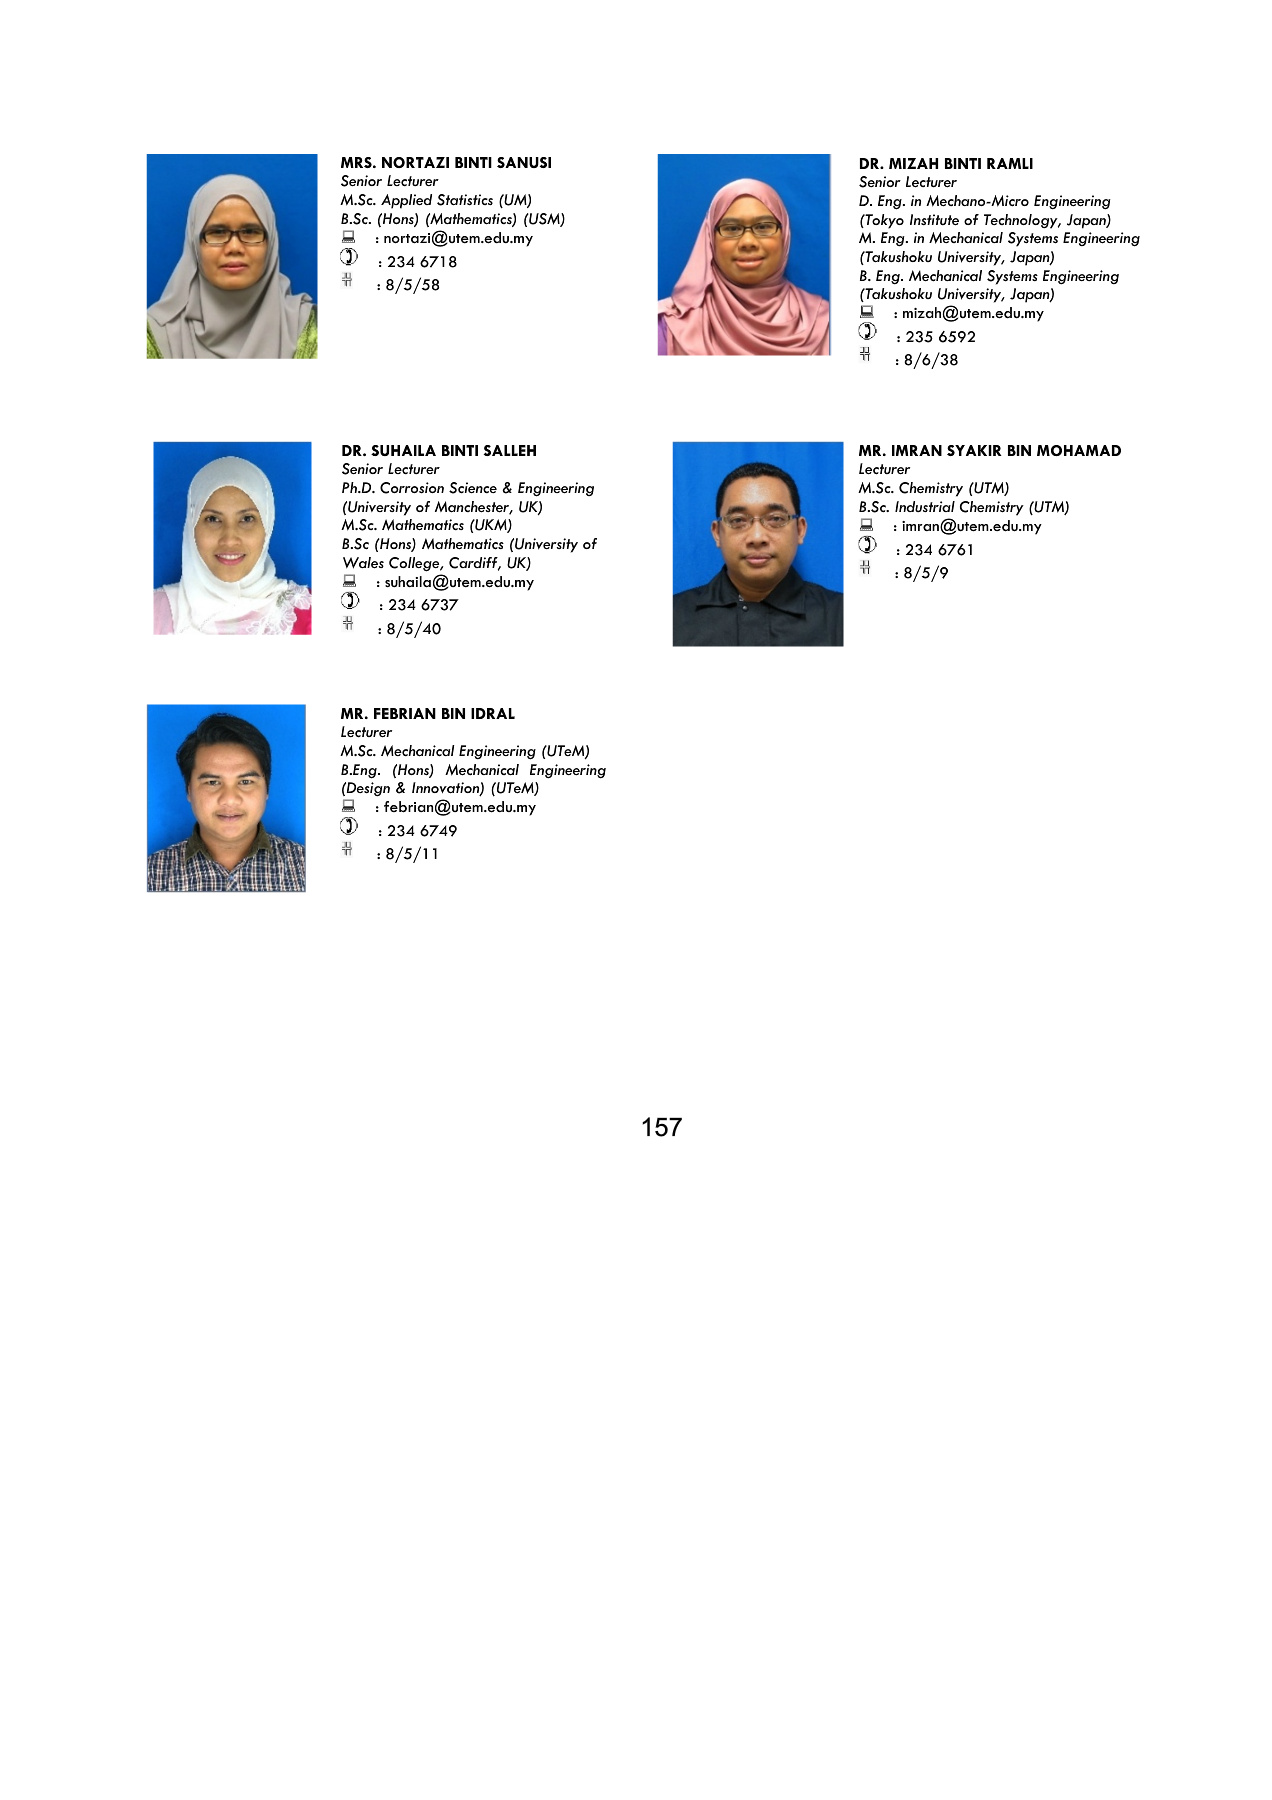 MRS. NORTAZI BINTI SANUSI
Senior Lecturer
M.Sc. Applied Statistics (UM)
B.Sc. (Hons) (Mathematics) (USM)
: nortazi@utem.edu.my
: 234 6718
: 8/5/58
DR. MIZAH BINTI RAMLI
Senior Lecturer
D. Eng. in Mechano-Micro Engineering
(Tokyo Institute of Technology, Japan)
M. Eng. in Mechanical Systems Engineering
(Takushoku University, Japan)
B. Eng. Mechanical Systems Engineering
(Takushoku University, Japan)
: mizah@utem.edu.my
: 235 6592
: 8/6/38
DR. SUHAILA BINTI SALLEH
Senior Lecturer
Ph.D. Corrosion Science & Engineering
(University of Manchester, UK)
M.Sc. Mathematics (UKM)
B.Sc (Hons) Mathematics (University of
Wales College, Cardiff, UK)
: suhaila@utem.edu.my
: 234 6737
: 8/5/40
MR. IMRAN SYAKIR BIN MOHAMAD
Lecturer
M.Sc. Chemistry (UTM)
B.Sc. Industrial Chemistry (UTM)
: imran@utem.edu.my
: 234 6761
: 8/5/9
MR. FEBRIAN BIN IDRAL
Lecturer
M.Sc. Mechanical Engineering (UTeM)
B.Eng. (Hons) Mechanical Engineering
(Design & Innovation) (UTeM)
: febrian@utem.edu.my
: 234 6749
: 8/5/11
157